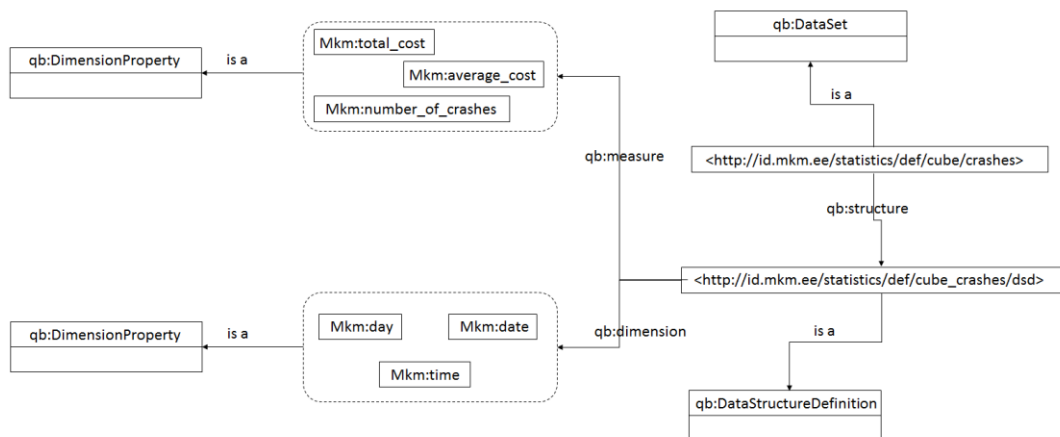 qb:DataSet
Mkm:total_cost
qb:DimensionProperty
is a
Mkm:average_cost
is a
Mkm:number_of_crashes
qb:measure
<http://id.mkm.ee/statistics/def/cube/crashes>
qb:structure
<http://id.mkm.ee/statistics/def/cube_crashes/dsd>
Mkm:day
Mkm:date
qb:DimensionProperty
is a
qb:dimension
is a
Mkm:time
qb:DataStructureDefinition